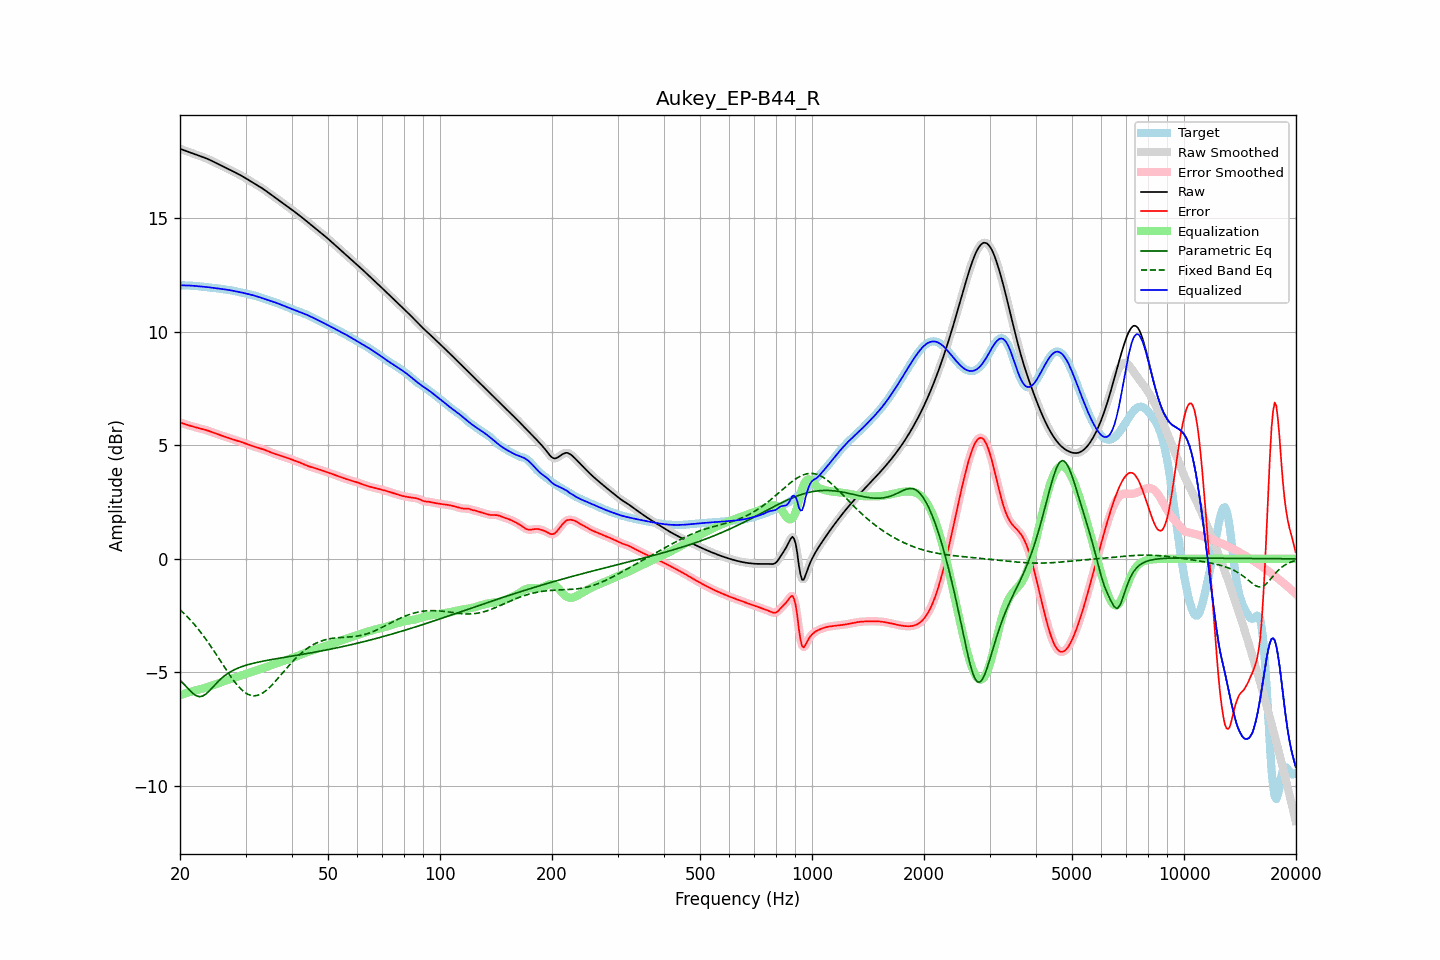 Aukey_EP-B44_R
Target
Raw Smoothed
Error Smoothed
Raw
Error
Equalization
Parametric Eq
Fixed Band Eq
Equalized
15
10
5
0
−5
−10
Amplitude (dBr)
20
50
100
200
500
1000
2000
5000
10000
20000
Frequency (Hz)